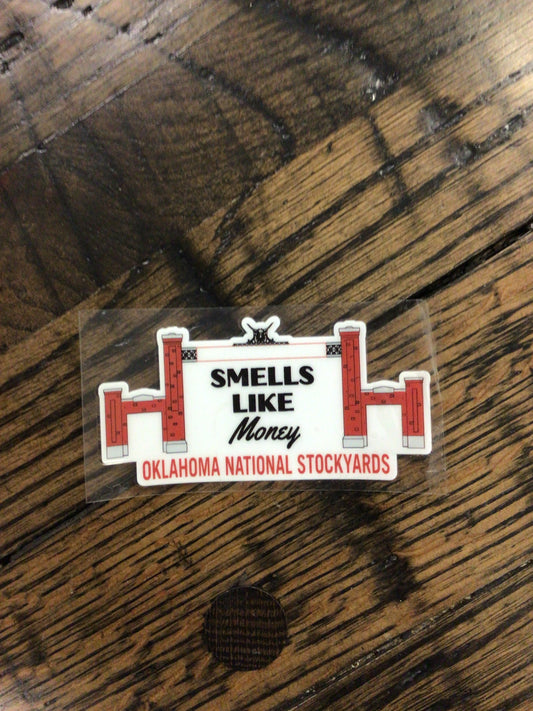 SMELLS
LIKE
Money
OKLAHOMA NATIONAL STOCKYARDS